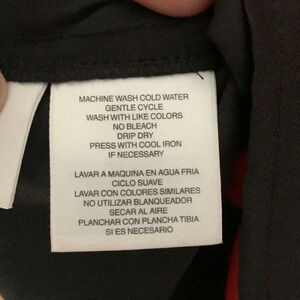 MACHINE WASH COLD WATER
GENTLE CYCLE
WASH WITH LIKE COLORS
NO BLEACH
DRIP DRY
PRESS WITH COOL IRON
IF NECESSARY
LAVAR A MAQUINA EN AGUA FRIA
CICLO SUAVE
LAVAR CON COLORES SIMILARES
NO UTILIZAR BLANQUEADOR
SECAR AL AIRE
PLANCHAR CON PLANCHA TIBIA
SI ES NECESARIO